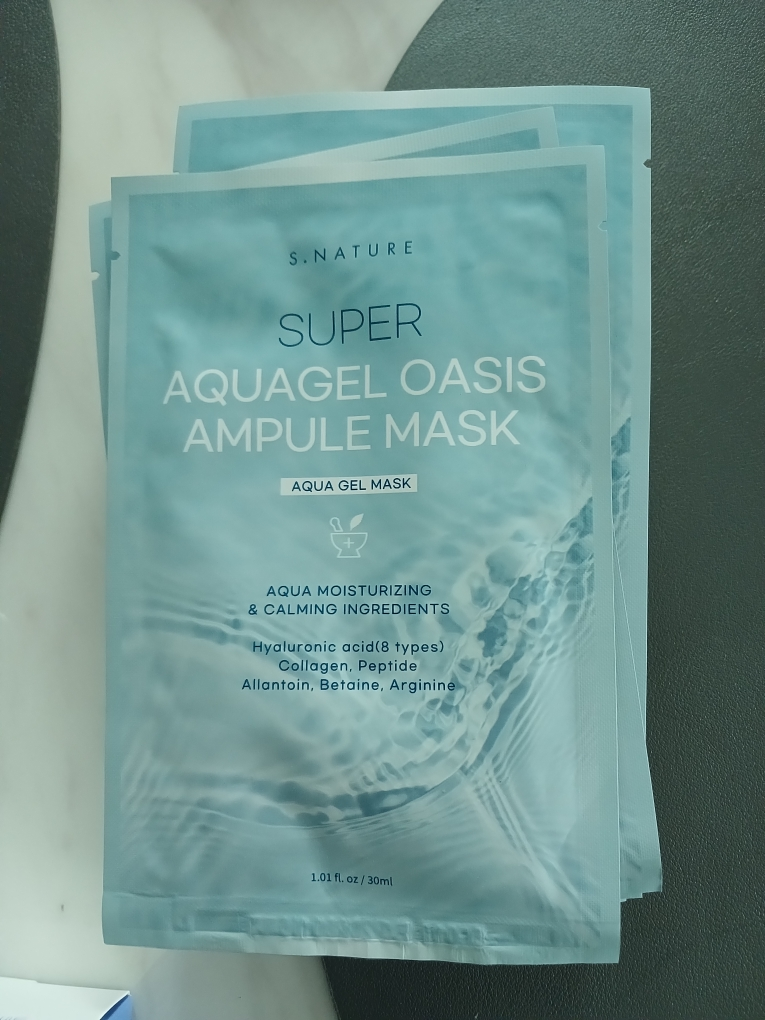 S.NATURE
SUPER
AQUAGEL OASIS
AMPULE MASK
AQUA GEL MASK
AQUA MOISTURIZING
& CALMING INGREDIENTS
Hyaluronic acid(8 types)
Collagen, Peptide
Allantoin, Betaine, Arginine
1.01 fl. oz / 30ml